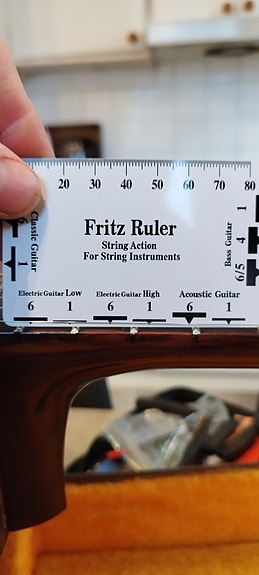 20 30 40 50 60 70 80
Fritz Ruler
String Action
For String Instruments
Classic Guitar
6
1
Bass Guitar
1
4
6/5
Electric Guitar Low
Electric Guitar High
Acoustic Guitar
6 1 6 1 6 1